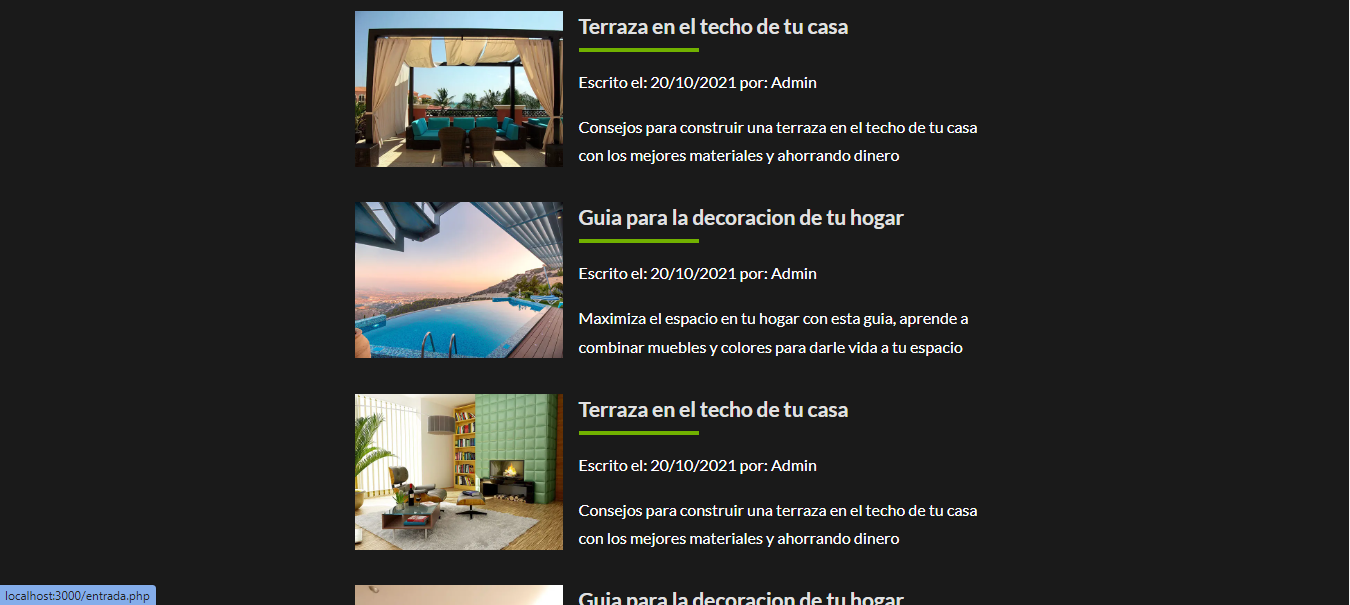 Terraza en el techo de tu casa
Escrito el: 20/10/2021 por: Admin
Consejos para construir una terraza en el techo de tu casa
con los mejores materiales y ahorrando dinero
Guia para la decoracion de tu hogar
Escrito el: 20/10/2021 por: Admin
Maximiza el espacio en tu hogar con esta guia, aprende a
combinar muebles y colores para darle vida a tu espacio
Terraza en el techo de tu casa
Escrito el: 20/10/2021 por: Admin
Consejos para construir una terraza en el techo de tu casa
con los mejores materiales y ahorrando dinero
Guia para la decoracion de tu hogar
localhost:3000/entrada.php